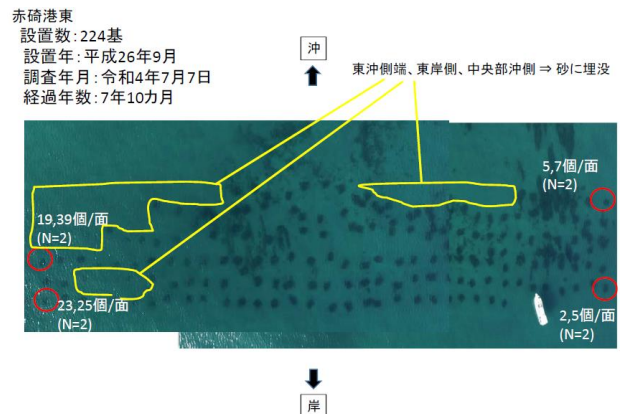 赤碕港東
設置数:224基
設置年:平成26年9月
調査年月:令和4年7月7日
経過年数:7年10カ月
沖
東沖側端、東岸側、中央部沖側 ⇒ 砂に埋没
5,7個/面
(N=2)
19,39個/面
(N=2)
23,25個/面
(N=2)
2,5個/面
(N=2)
岸